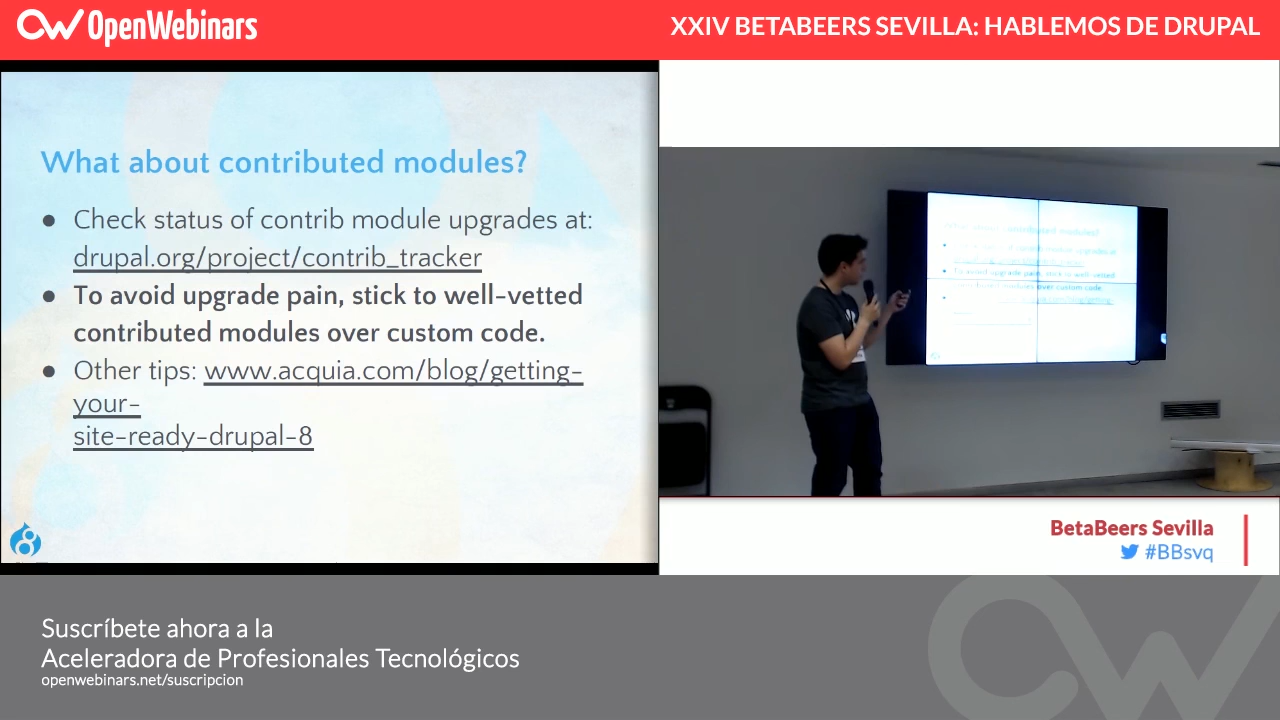 OpenWebinars
XXIV BETABEERS SEVILLA: HABLEMOS DE DRUPAL
What about contributed modules?
● Check status of contrib module upgrades at:
drupal.org/project/contrib_tracker
● To avoid upgrade pain, stick to well-vetted
contributed modules over custom code.
● Other tips: www.acquia.com/blog/getting-
your-
site-ready-drupal-8
BetaBeers Sevilla
#BBsvq
Suscríbete ahora a la
Aceleradora de Profesionales Tecnológicos
openwebinars.net/suscripcion